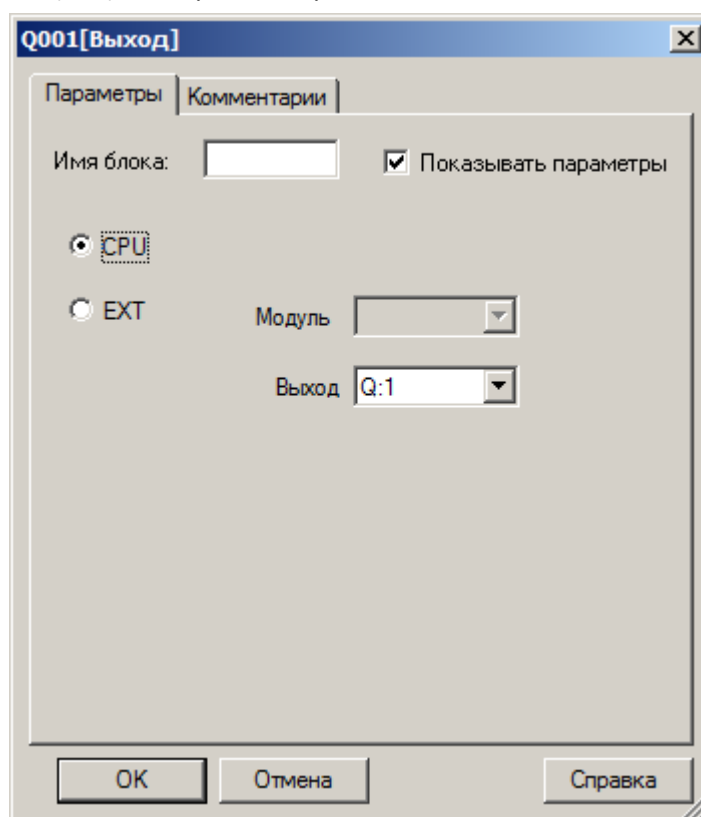 Q001[Выход]
Параметры Комментарии
Имя блока: Показывать параметры
CPU
EXT Модуль
Выход Q:1
OK Отмена Справка